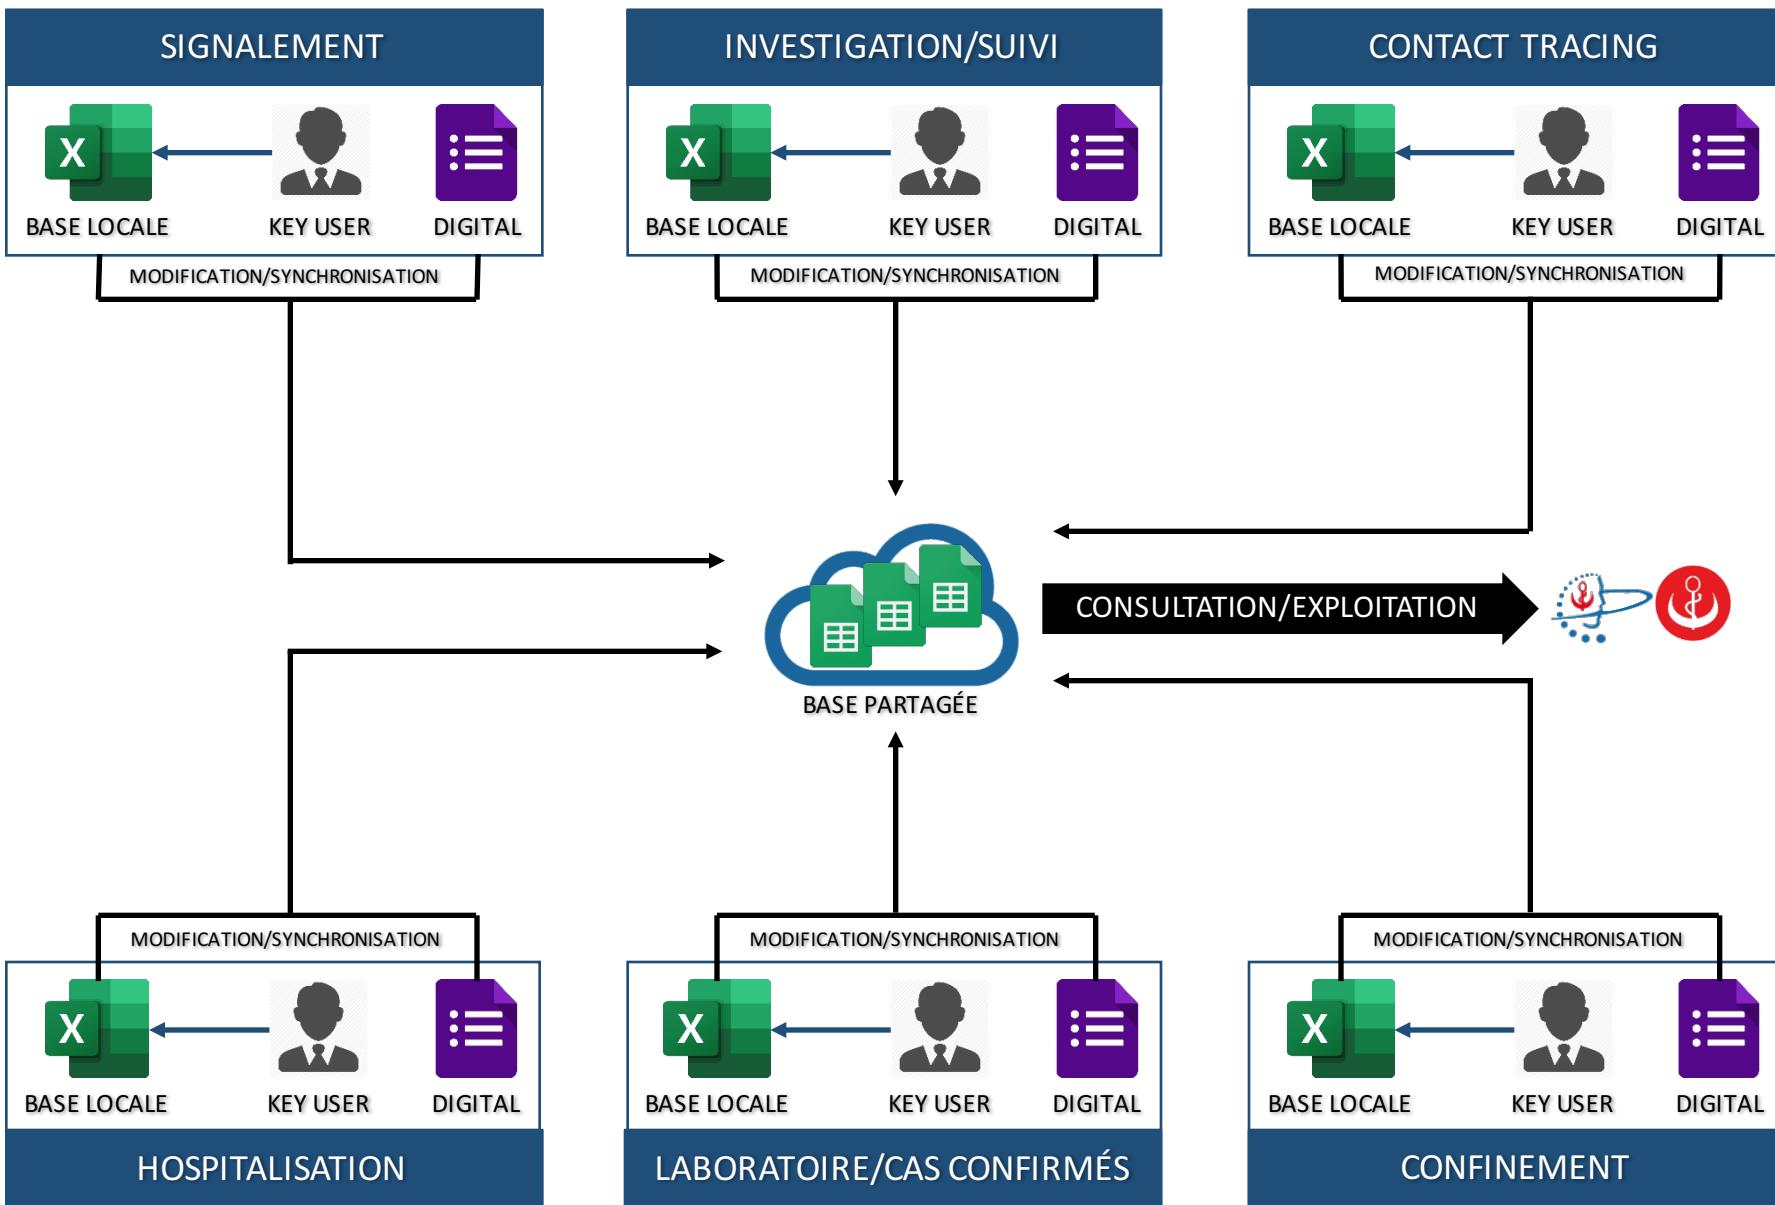 SIGNALEMENT
INVESTIGATION/SUIVI
CONTACT TRACING
X
X
X
BASE LOCALE
KEY USER
DIGITAL
BASE LOCALE
KEY USER
DIGITAL
BASE LOCALE
KEY USER
DIGITAL
MODIFICATION/SYNCHRONISATION
MODIFICATION/SYNCHRONISATION
MODIFICATION/SYNCHRONISATION
CONSULTATION/EXPLOITATION
BASE PARTAGÉE
MODIFICATION/SYNCHRONISATION
MODIFICATION/SYNCHRONISATION
MODIFICATION/SYNCHRONISATION
X
X
X
BASE LOCALE
KEY USER
DIGITAL
BASE LOCALE
KEY USER
DIGITAL
BASE LOCALE
KEY USER
DIGITAL
HOSPITALISATION
LABORATOIRE/CAS CONFIRMÉS
CONFINEMENT